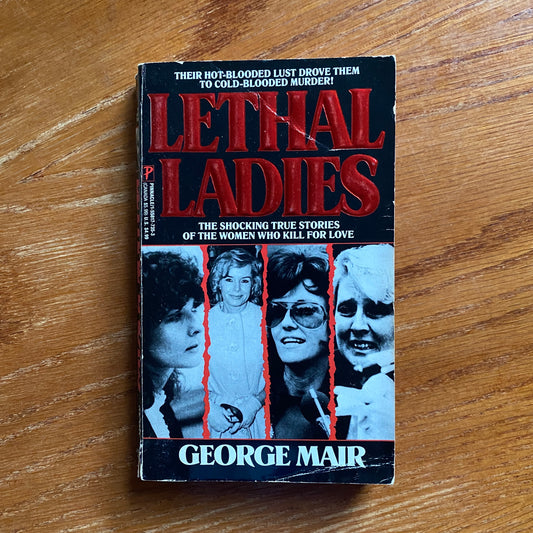 THEIR HOT-BLOODED LUST DROVE THEM
TO COLD-BLOODED MURDER!
LETHAL
LADIES
THE SHOCKING TRUE STORIES
OF THE WOMEN WHO KILL FOR LOVE
GEORGE MAIR